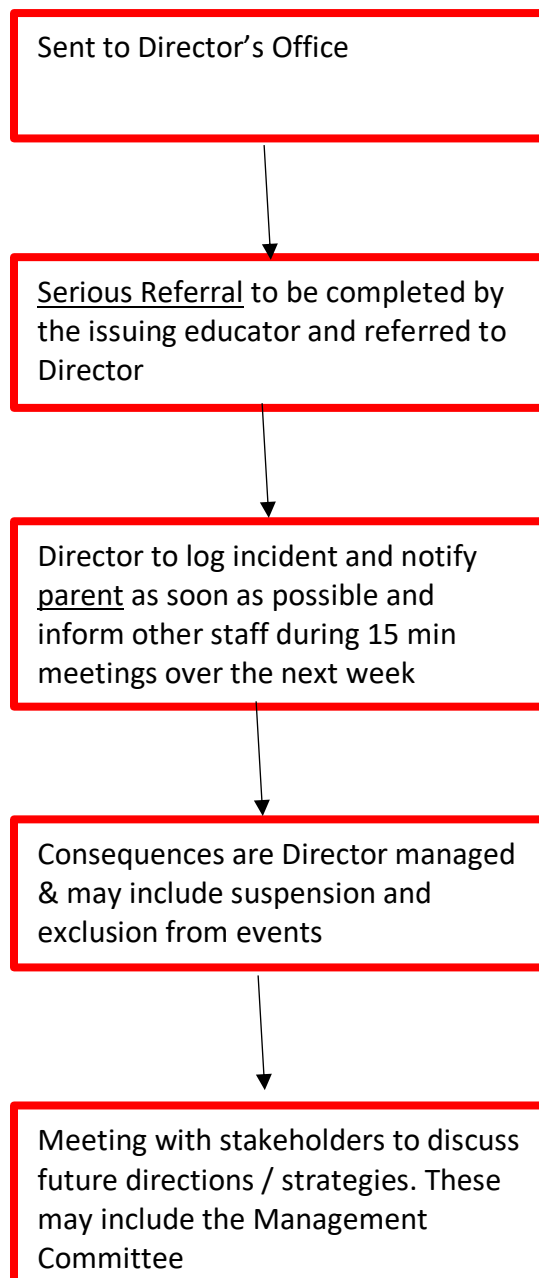 Sent to Director’s Office
Serious Referral to be completed by
the issuing educator and referred to
Director
Director to log incident and notify
parent as soon as possible and
inform other staff during 15 min
meetings over the next week
Consequences are Director managed
& may include suspension and
exclusion from events
Meeting with stakeholders to discuss
future directions / strategies. These
may include the Management
Committee